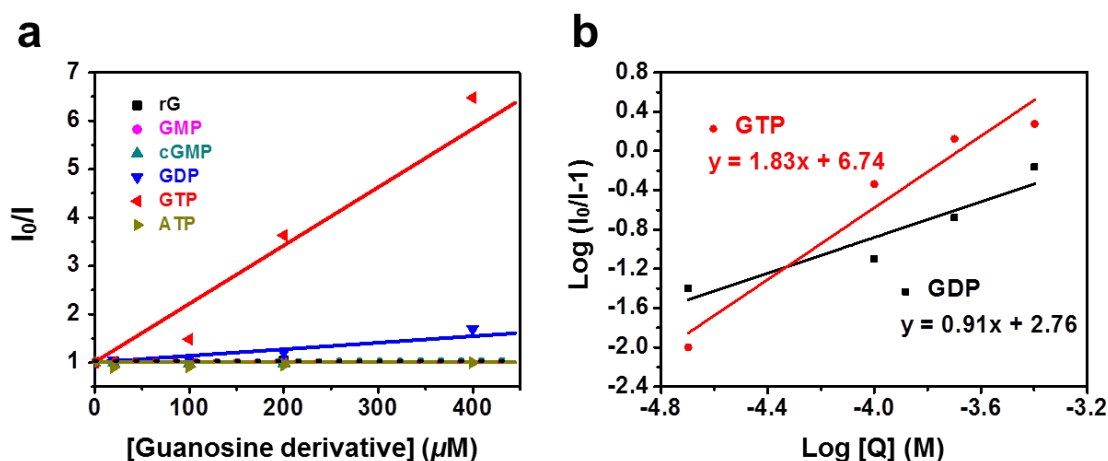 a
7
6
5
4
3
2
1
I₀/I
rG
GMP
cGMP
GDP
GTP
ATP
0 100 200 300 400
[Guanosine derivative] (µM)
b
0.8
0.4
0.0
-0.4
-0.8
-1.2
-1.6
-2.0
-2.4
Log (I₀/I-1)
GTP
y = 1.83x + 6.74
GDP
y = 0.91x + 2.76
-4.8 -4.4 -4.0 -3.6 -3.2
Log [Q] (M)